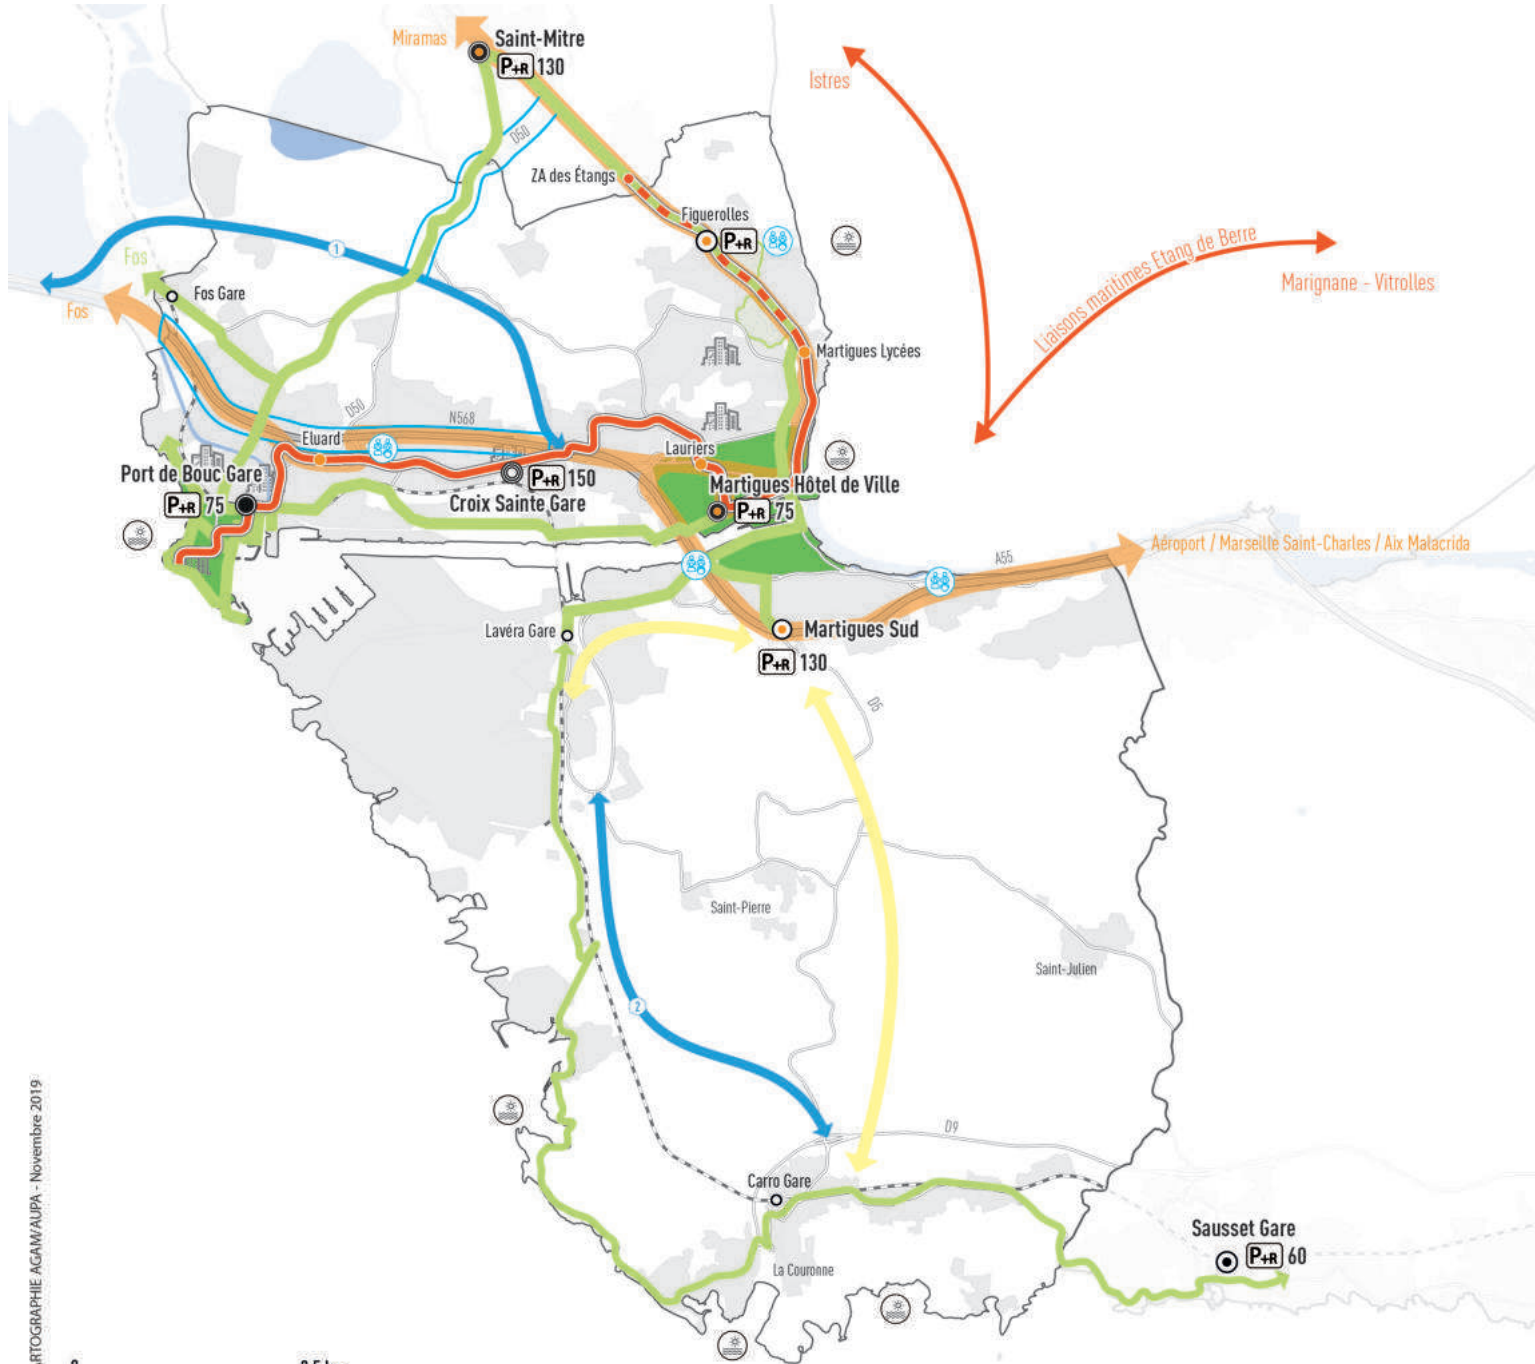 Miramas
Saint-Mitre
P+R 130
Istres
D50
ZA des Étangs
Figuerolles
P+R
Liaisons maritimes Etang de Berre
Marignane - Vitrolles
1
Fos
Fos Gare
Fos
Martigues Lycées
D50
N568
Eluard
Lauriers
Port de Bouc Gare
P+R 75
P+R 150
Croix Sainte Gare
Martigues Hôtel de Ville
P+R 75
A55
Aéroport / Marseille Saint-Charles / Aix Malacrida
Lavéra Gare
Martigues Sud
P+R 130
D5
Saint-Pierre
Saint-Julien
2
D9
Carro Gare
La Couronne
Sausset Gare
P+R 60
ARTOGRAPHIE AGAM/AUPA - Novembre 2019